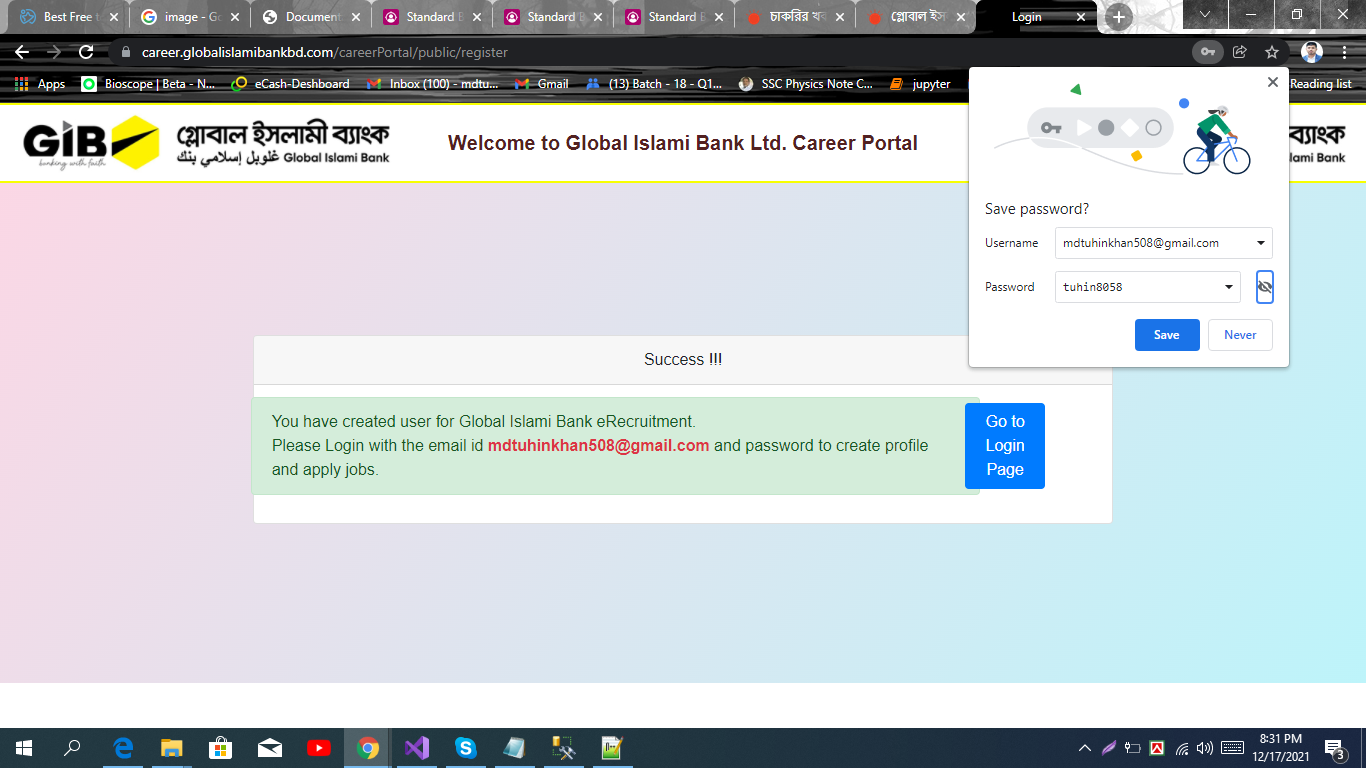 Best Free t
image - Go
Document
Standard E
Standard E
Standard E
চাকরির খব
গ্লোবাল ইস
Login
career.globalislamibankbd.com/careerPortal/public/register
Apps
Bioscope | Beta - N...
eCash-Deshboard
Inbox (100) - mdtu...
Gmail
(13) Batch - 18 - Q1...
SSC Physics Note C...
jupyter
Reading list
GIB
banking with faith
গ্লোবাল ইসলামী ব্যাংক
غلوبل إسلامي بنك Global Islami Bank
Welcome to Global Islami Bank Ltd. Career Portal
ব্যাংক
lami Bank
Save password?
Username mdtuhinkhan508@gmail.com
Password tuhin8058
Save Never
Success !!!
You have created user for Global Islami Bank eRecruitment.
Please Login with the email id mdtuhinkhan508@gmail.com and password to create profile
and apply jobs.
Go to
Login
Page
8:31 PM
12/17/2021
3